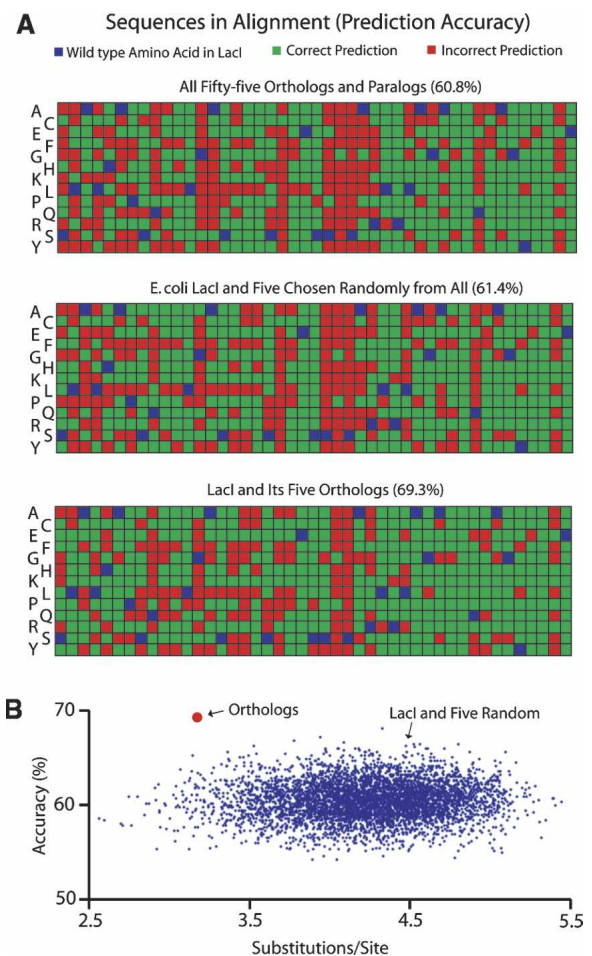 A
Sequences in Alignment (Prediction Accuracy)
Wild type Amino Acid in LacI Correct Prediction Incorrect Prediction
All Fifty-five Orthologs and Paralogs (60.8%)
A
C
E
F
G
H
K
L
P
Q
R
S
Y
E. coli LacI and Five Chosen Randomly from All (61.4%)
A
C
E
F
G
H
K
L
P
Q
R
S
Y
LacI and Its Five Orthologs (69.3%)
A
C
E
F
G
H
K
L
P
Q
R
S
Y
B
70
Orthologs
LacI and Five Random
Accuracy (%)
60
50
2.5 3.5 4.5 5.5
Substitutions/Site